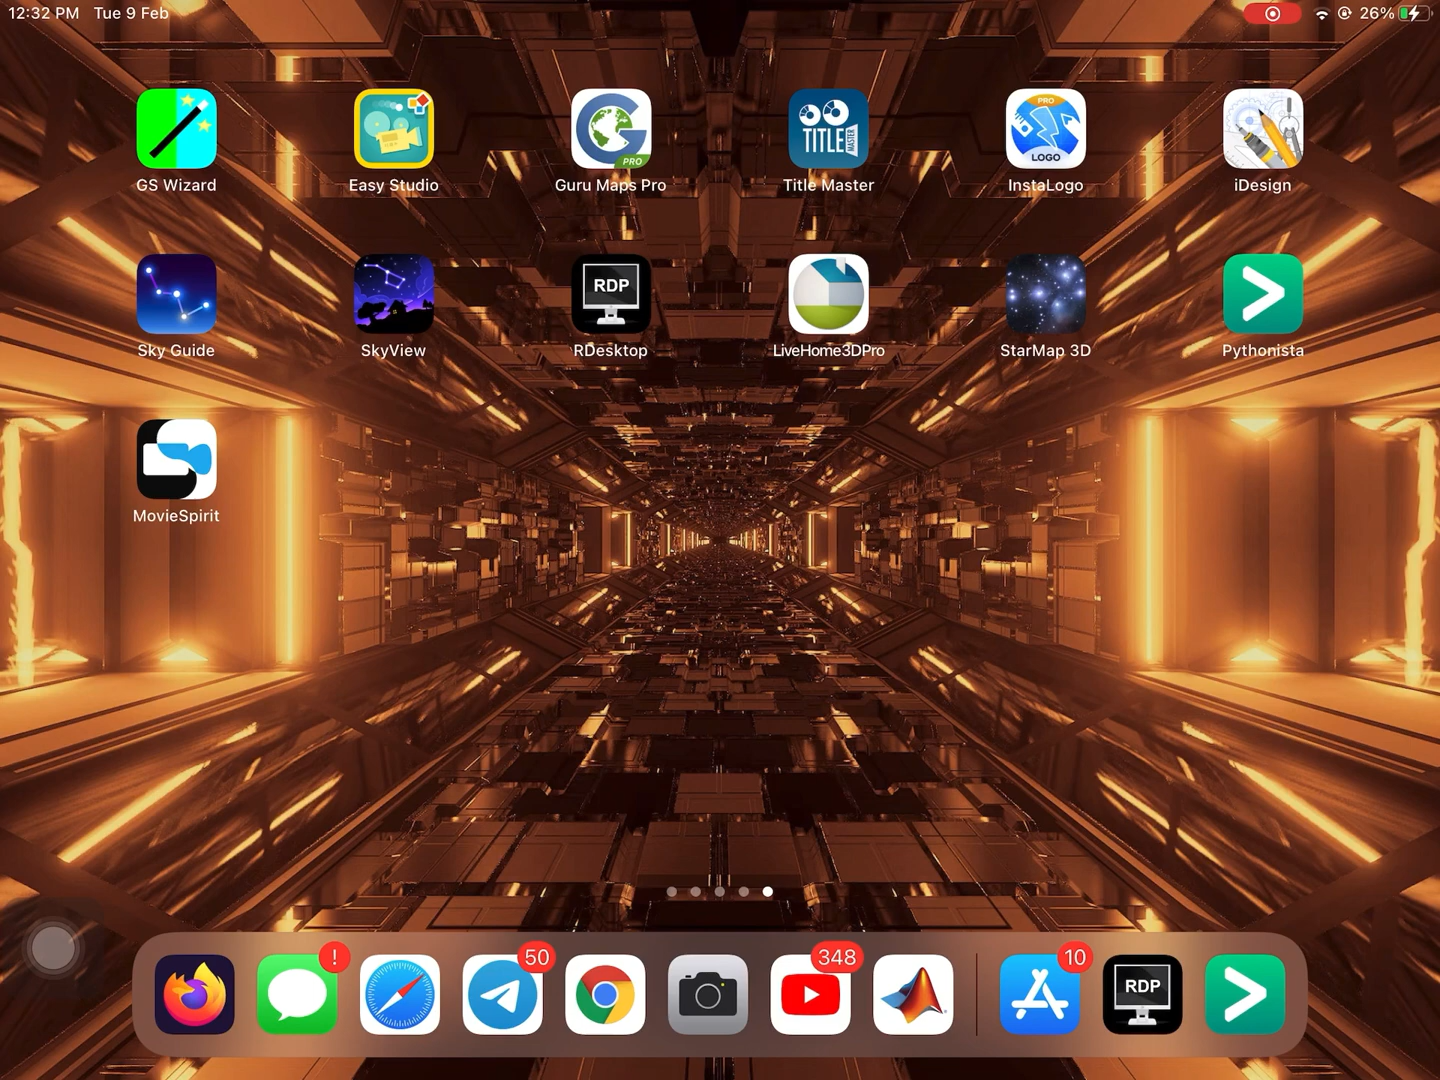 12:32 PM Tue 9 Feb
26%
PRO
TITLE
MASTER
PRO
LOGO
GS Wizard
Easy Studio
Guru Maps Pro
Title Master
InstaLogo
iDesign
RDP
Sky Guide
SkyView
RDesktop
LiveHome3DPro
StarMap 3D
Pythonista
MovieSpirit
!
50
348
10
RDP